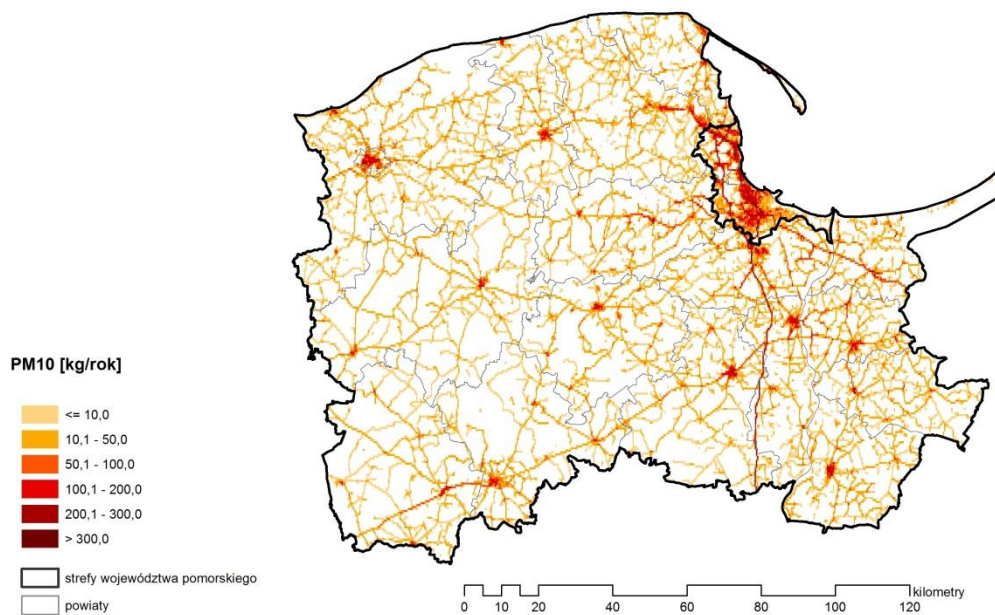 PM10 [kg/rok]
<= 10,0
10,1 - 50,0
50,1 - 100,0
100,1 - 200,0
200,1 - 300,0
> 300,0
strefy województwa pomorskiego
powiaty
kilometry
0 10 20 40 60 80 100 120